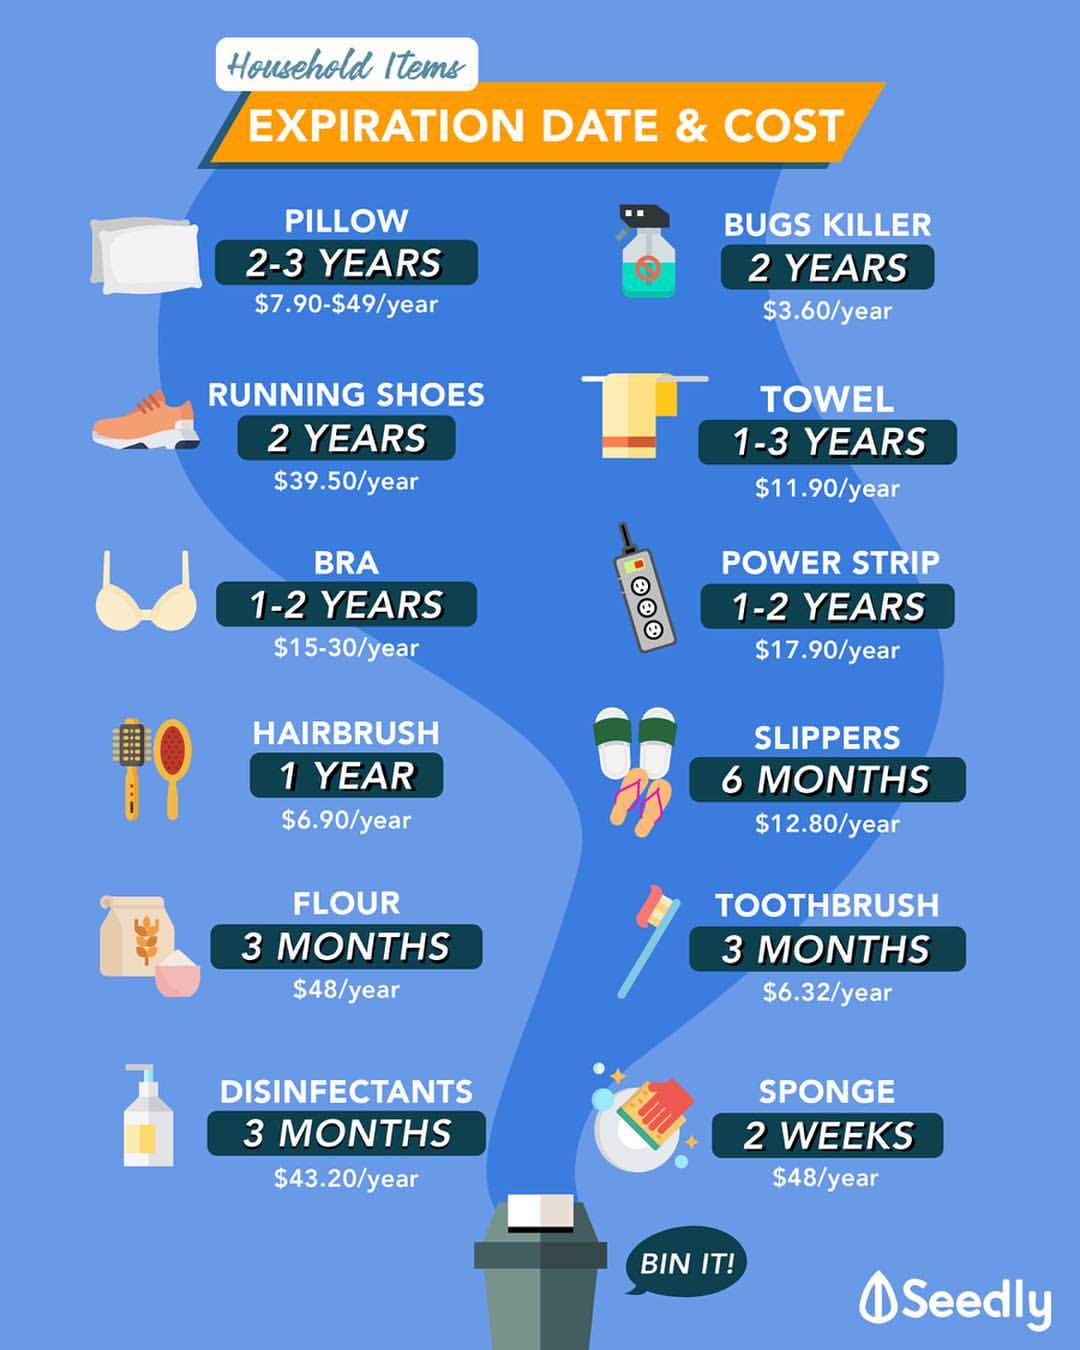 Household Items
EXPIRATION DATE & COST
PILLOW
2-3 YEARS
$7.90-$49/year
BUGS KILLER
2 YEARS
$3.60/year
RUNNING SHOES
2 YEARS
$39.50/year
TOWEL
1-3 YEARS
$11.90/year
BRA
1-2 YEARS
$15-30/year
POWER STRIP
1-2 YEARS
$17.90/year
HAIRBRUSH
1 YEAR
$6.90/year
SLIPPERS
6 MONTHS
$12.80/year
FLOUR
3 MONTHS
$48/year
TOOTHBRUSH
3 MONTHS
$6.32/year
DISINFECTANTS
3 MONTHS
$43.20/year
SPONGE
2 WEEKS
$48/year
BIN IT!
Seedly